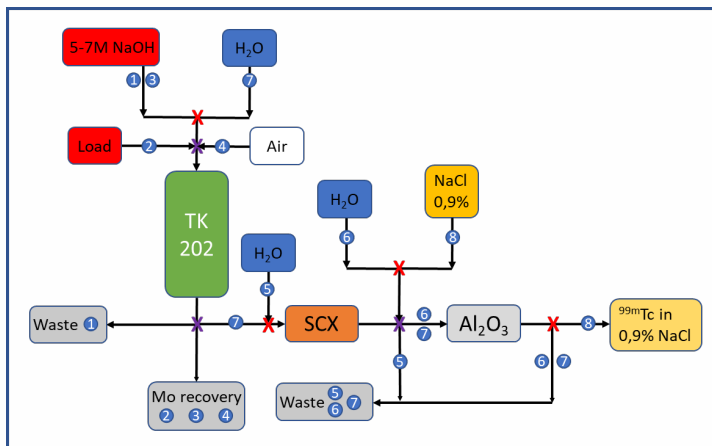 5-7M NaOH
H₂O
1 3
7
Load
2
4
Air
TK
202
H₂O
NaCl
0,9%
H₂O
6
8
5
Waste 1
7
SCX
6
7
Al₂O₃
8
⁹⁹ᵐTc in
0,9% NaCl
5
6 7
Mo recovery
2 3 4
Waste 5
6 7